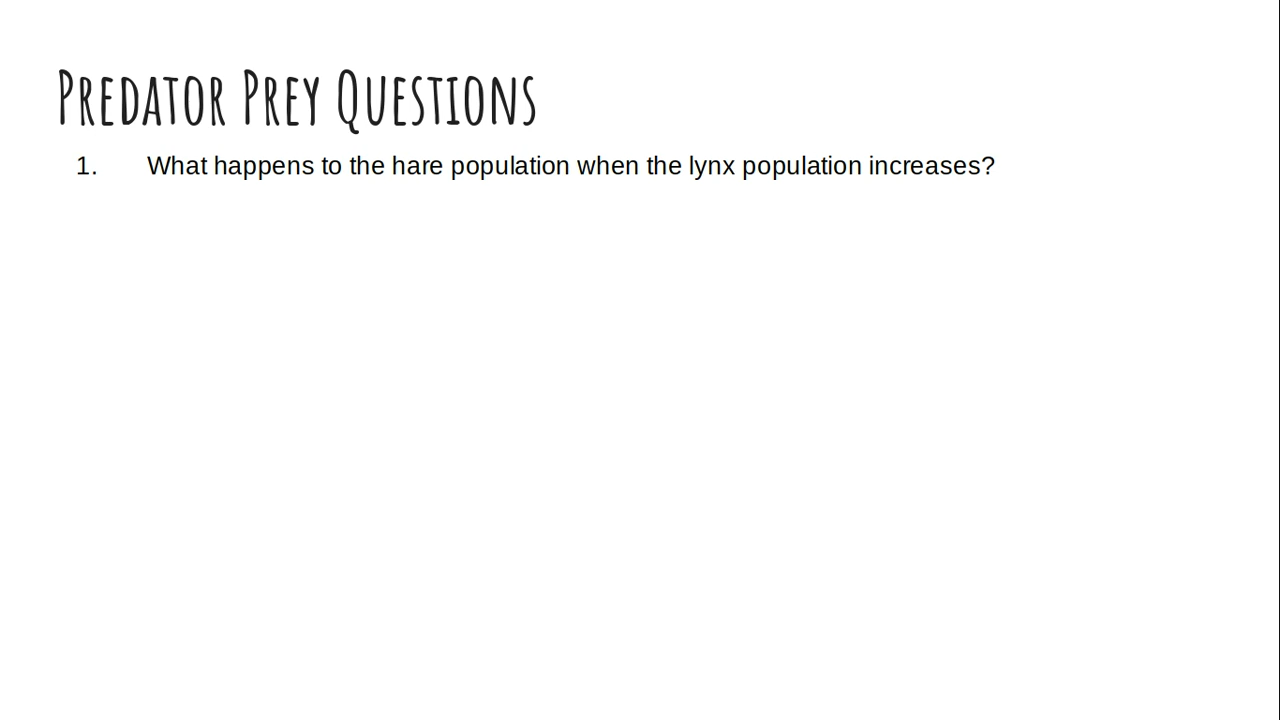 Predator Prey Questions
1. What happens to the hare population when the lynx population increases?